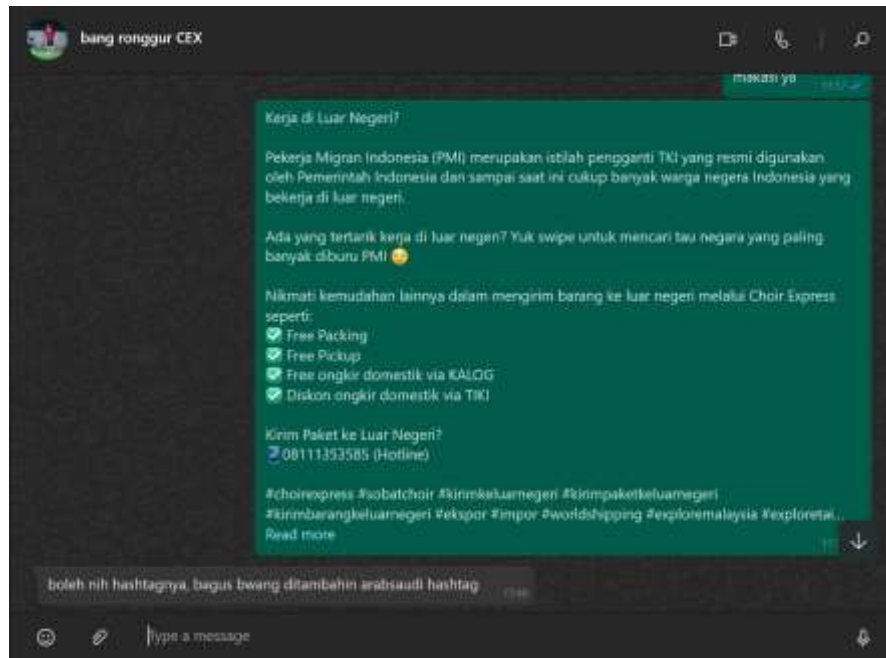 bang ronggur CEX
makasi ya
Kerja di Luar Negeri?
Pekerja Migran Indonesia (PMI) merupakan istilah pengganti TKI yang resmi digunakan
oleh Pemerintah Indonesia dan sampai saat ini cukup banyak warga negera Indonesia yang
bekerja di luar negeri.
Ada yang tertarik kerja di luar negeri? Yuk swipe untuk mencari tau negara yang paling
banyak diburu PMI 😳
Nikmati kemudahan lainnya dalam mengirim barang ke luar negeri melalui Choir Express
seperti:
✅ Free Packing
✅ Free Pickup
✅ Free ongkir domestik via KALOG
✅ Diskon ongkir domestik via TIKI
Kirim Paket ke Luar Negeri?
08111353585 (Hotline)
#choirexpress #sobatchoir #kirimkeluarnegeri #kirimpaketkeluarnegeri
#kirimbarangkeluarnegeri #ekspor #impor #worldshipping #exploremalaysia #exploretai...
Read more
boleh nih hashtagnya, bagus bwang ditambahin arabsaudi hashtag
Type a message